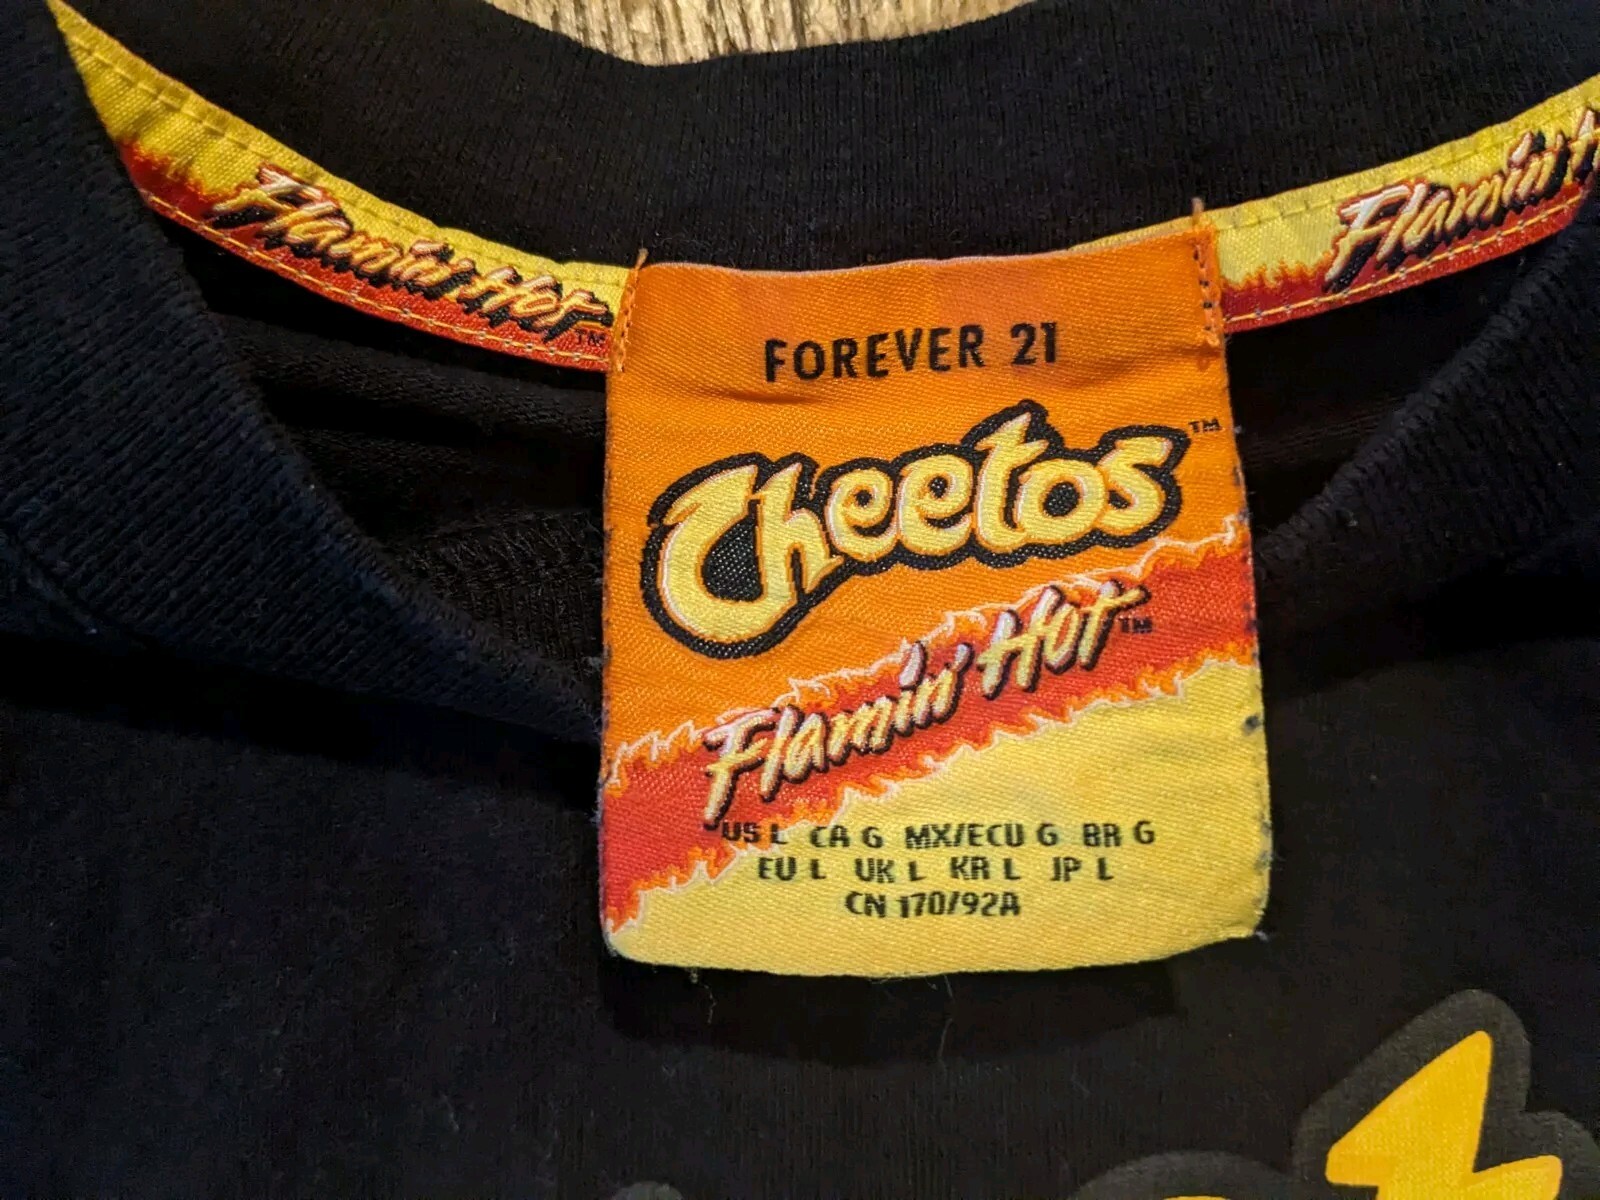 Flamin' Hot™
Flamin' H
FOREVER 21
Cheetos™
Flamin' Hot™
US L CA G MX/ECU G BR G
EU L UK L KR L JP L
CN 170/92A